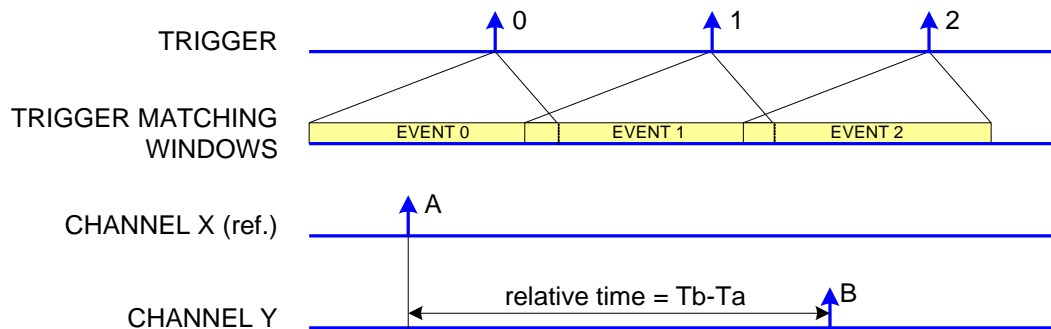 0
1
2
TRIGGER
TRIGGER MATCHING
WINDOWS
EVENT 0
EVENT 1
EVENT 2
A
CHANNEL X (ref.)
relative time = Tb-Ta
B
CHANNEL Y